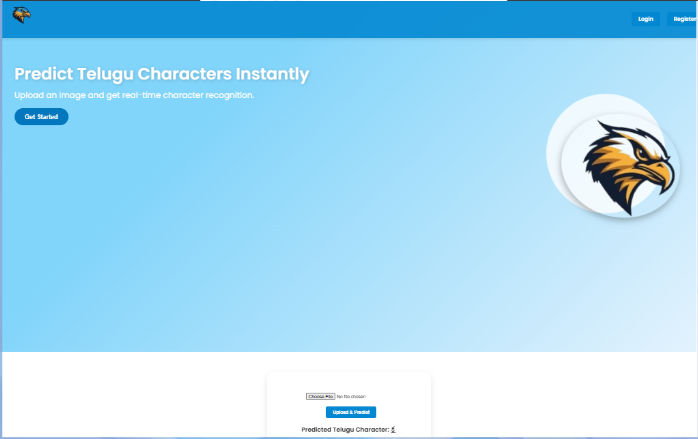 Login Register
Predict Telugu Characters Instantly
Upload an image and get real-time character recognition.
Get Started
Choose File No file chosen
Upload & Predict
Predicted Telugu Character: